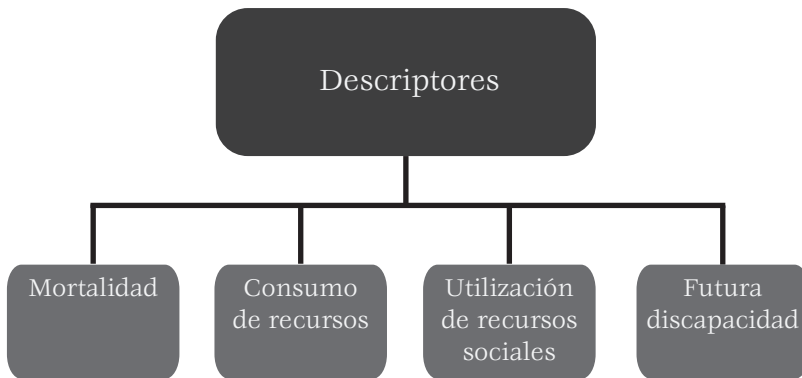 Descriptores
Mortalidad
Consumo
de recursos
Utilización
de recursos
sociales
Futura
discapacidad